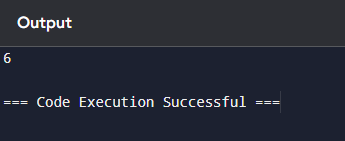 Output
6
=== Code Execution Successful ===